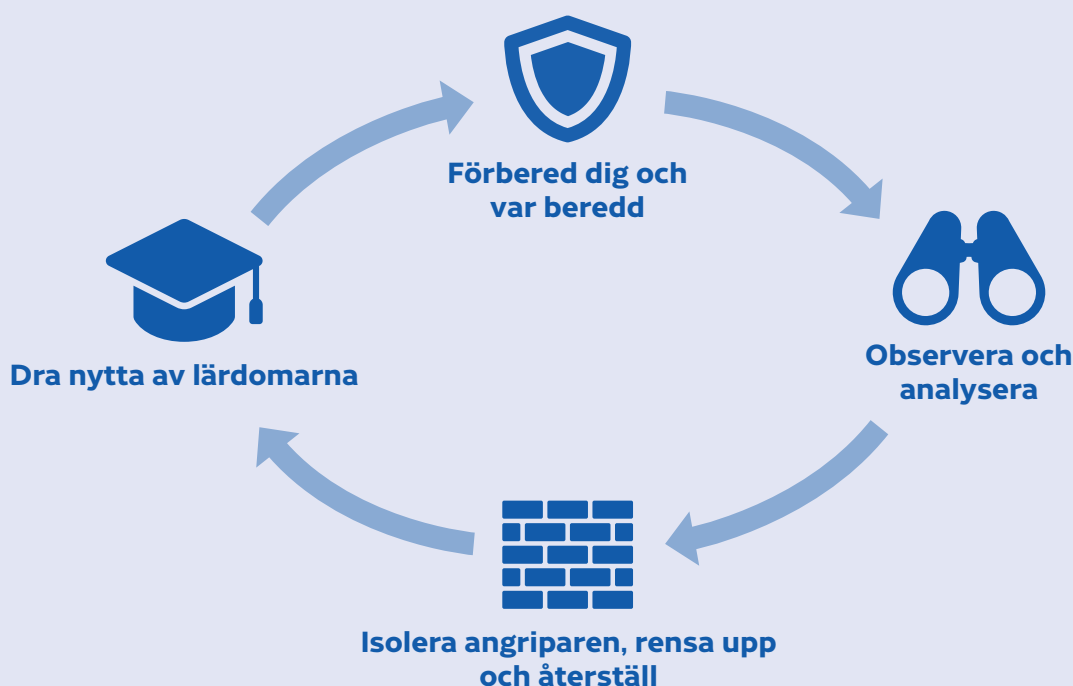 Förbered dig och
var beredd
Observera och
analysera
Isolera angriparen, rensa upp
och återställ
Dra nytta av lärdomarna